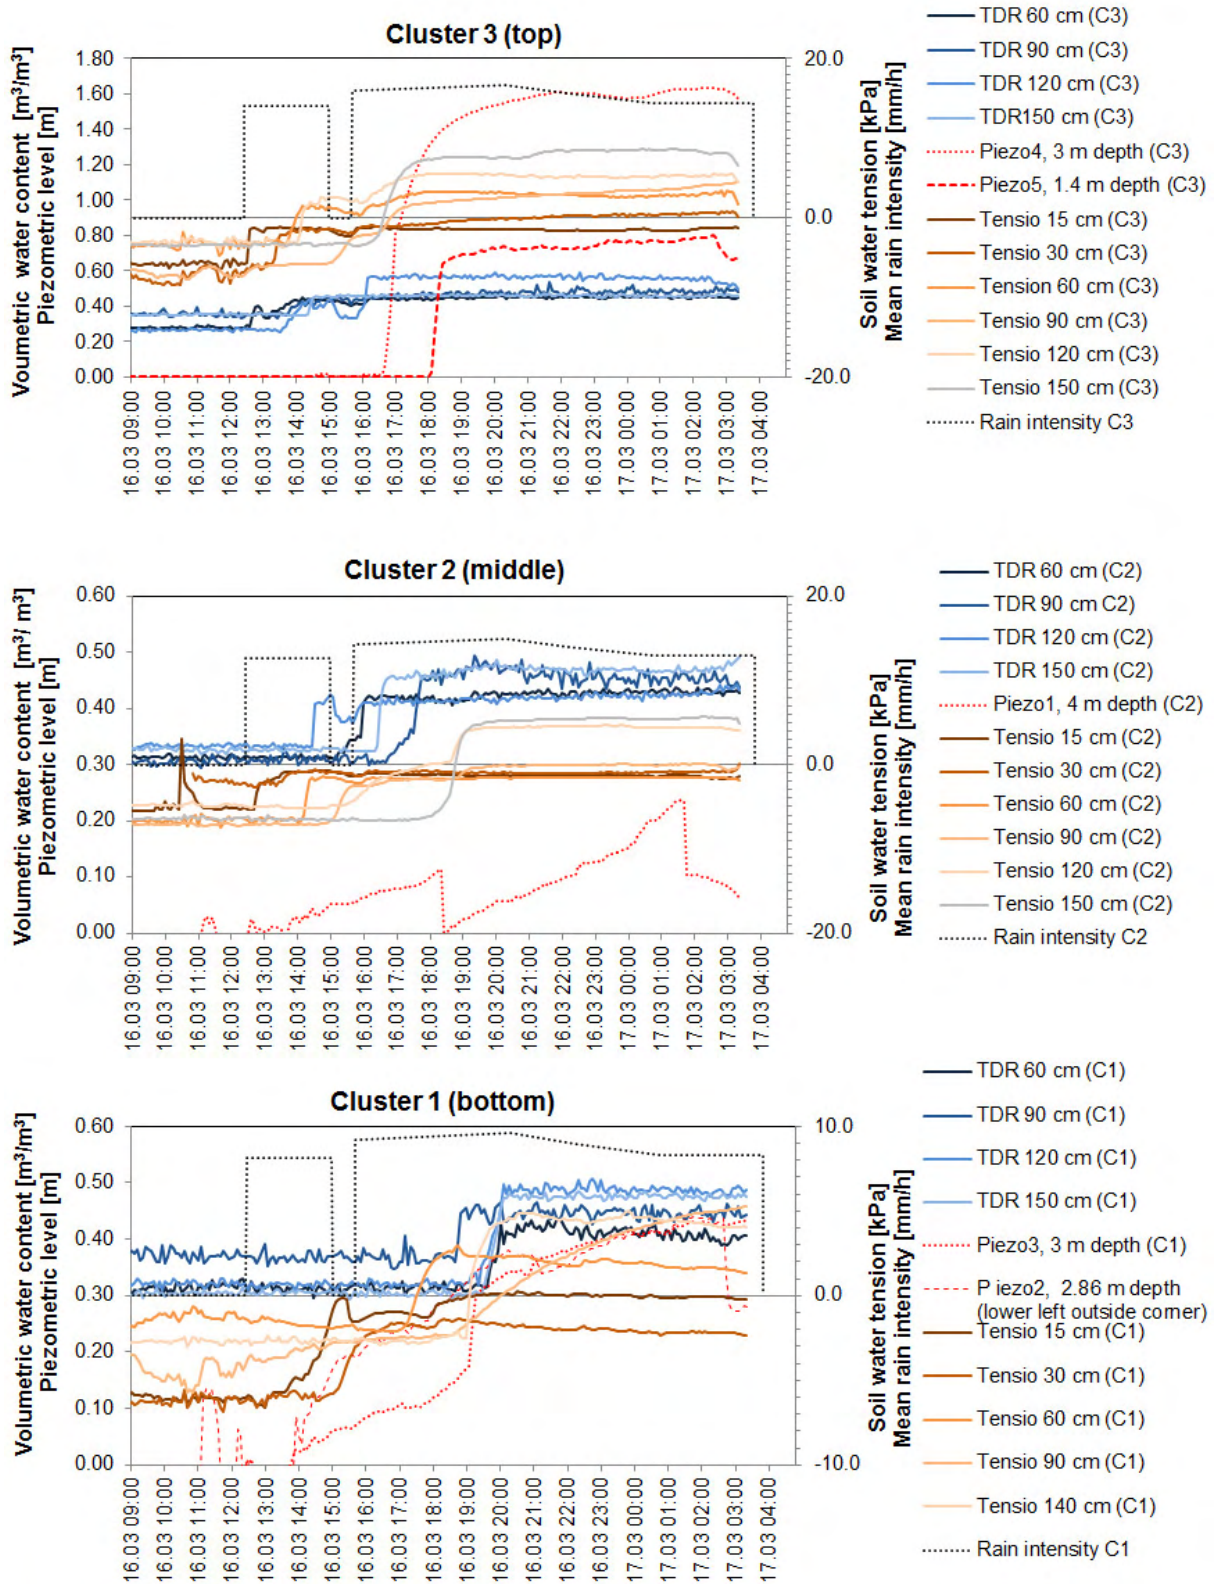 Cluster 3 (top)
Voumetric water content [m³/m³]
Piezometric level [m]
1.80
1.60
1.40
1.20
1.00
0.80
0.60
0.40
0.20
0.00
20.0
0.0
-20.0
Soil water tension [kPa]
Mean rain intensity [mm/h]
16.03 09:00
16.03 10:00
16.03 11:00
16.03 12:00
16.03 13:00
16.03 14:00
16.03 15:00
16.03 16:00
16.03 17:00
16.03 18:00
16.03 19:00
16.03 20:00
16.03 21:00
16.03 22:00
16.03 23:00
17.03 00:00
17.03 01:00
17.03 02:00
17.03 03:00
17.03 04:00
TDR 60 cm (C3)
TDR 90 cm (C3)
TDR 120 cm (C3)
TDR150 cm (C3)
Piezo4, 3 m depth (C3)
Piezo5, 1.4 m depth (C3)
Tensio 15 cm (C3)
Tensio 30 cm (C3)
Tension 60 cm (C3)
Tensio 90 cm (C3)
Tensio 120 cm (C3)
Tensio 150 cm (C3)
Rain intensity C3
Cluster 2 (middle)
Volumetric water content [m³/ m³]
Piezometric level [m]
0.60
0.50
0.40
0.30
0.20
0.10
0.00
20.0
0.0
-20.0
Soil water tension [kPa]
Mean rain intensity [mm/h]
16.03 09:00
16.03 10:00
16.03 11:00
16.03 12:00
16.03 13:00
16.03 14:00
16.03 15:00
16.03 16:00
16.03 17:00
16.03 18:00
16.03 19:00
16.03 20:00
16.03 21:00
16.03 22:00
16.03 23:00
17.03 00:00
17.03 01:00
17.03 02:00
17.03 03:00
17.03 04:00
TDR 60 cm (C2)
TDR 90 cm C2)
TDR 120 cm (C2)
TDR 150 cm (C2)
Piezo1, 4 m depth (C2)
Tensio 15 cm (C2)
Tensio 30 cm (C2)
Tensio 60 cm (C2)
Tensio 90 cm (C2)
Tensio 120 cm (C2)
Tensio 150 cm (C2)
Rain intensity C2
Cluster 1 (bottom)
Volumetric water content [m³/m³]
Piezometric level [m]
0.60
0.50
0.40
0.30
0.20
0.10
0.00
10.0
0.0
-10.0
Soil water tension [kPa]
Mean rain intensity [mm/h]
16.03 09:00
16.03 10:00
16.03 11:00
16.03 12:00
16.03 13:00
16.03 14:00
16.03 15:00
16.03 16:00
16.03 17:00
16.03 18:00
16.03 19:00
16.03 20:00
16.03 21:00
16.03 22:00
16.03 23:00
17.03 00:00
17.03 01:00
17.03 02:00
17.03 03:00
17.03 04:00
TDR 60 cm (C1)
TDR 90 cm (C1)
TDR 120 cm (C1)
TDR 150 cm (C1)
Piezo3, 3 m depth (C1)
P iezo2, 2.86 m depth
(lower left outside corner)
Tensio 15 cm (C1)
Tensio 30 cm (C1)
Tensio 60 cm (C1)
Tensio 90 cm (C1)
Tensio 140 cm (C1)
Rain intensity C1